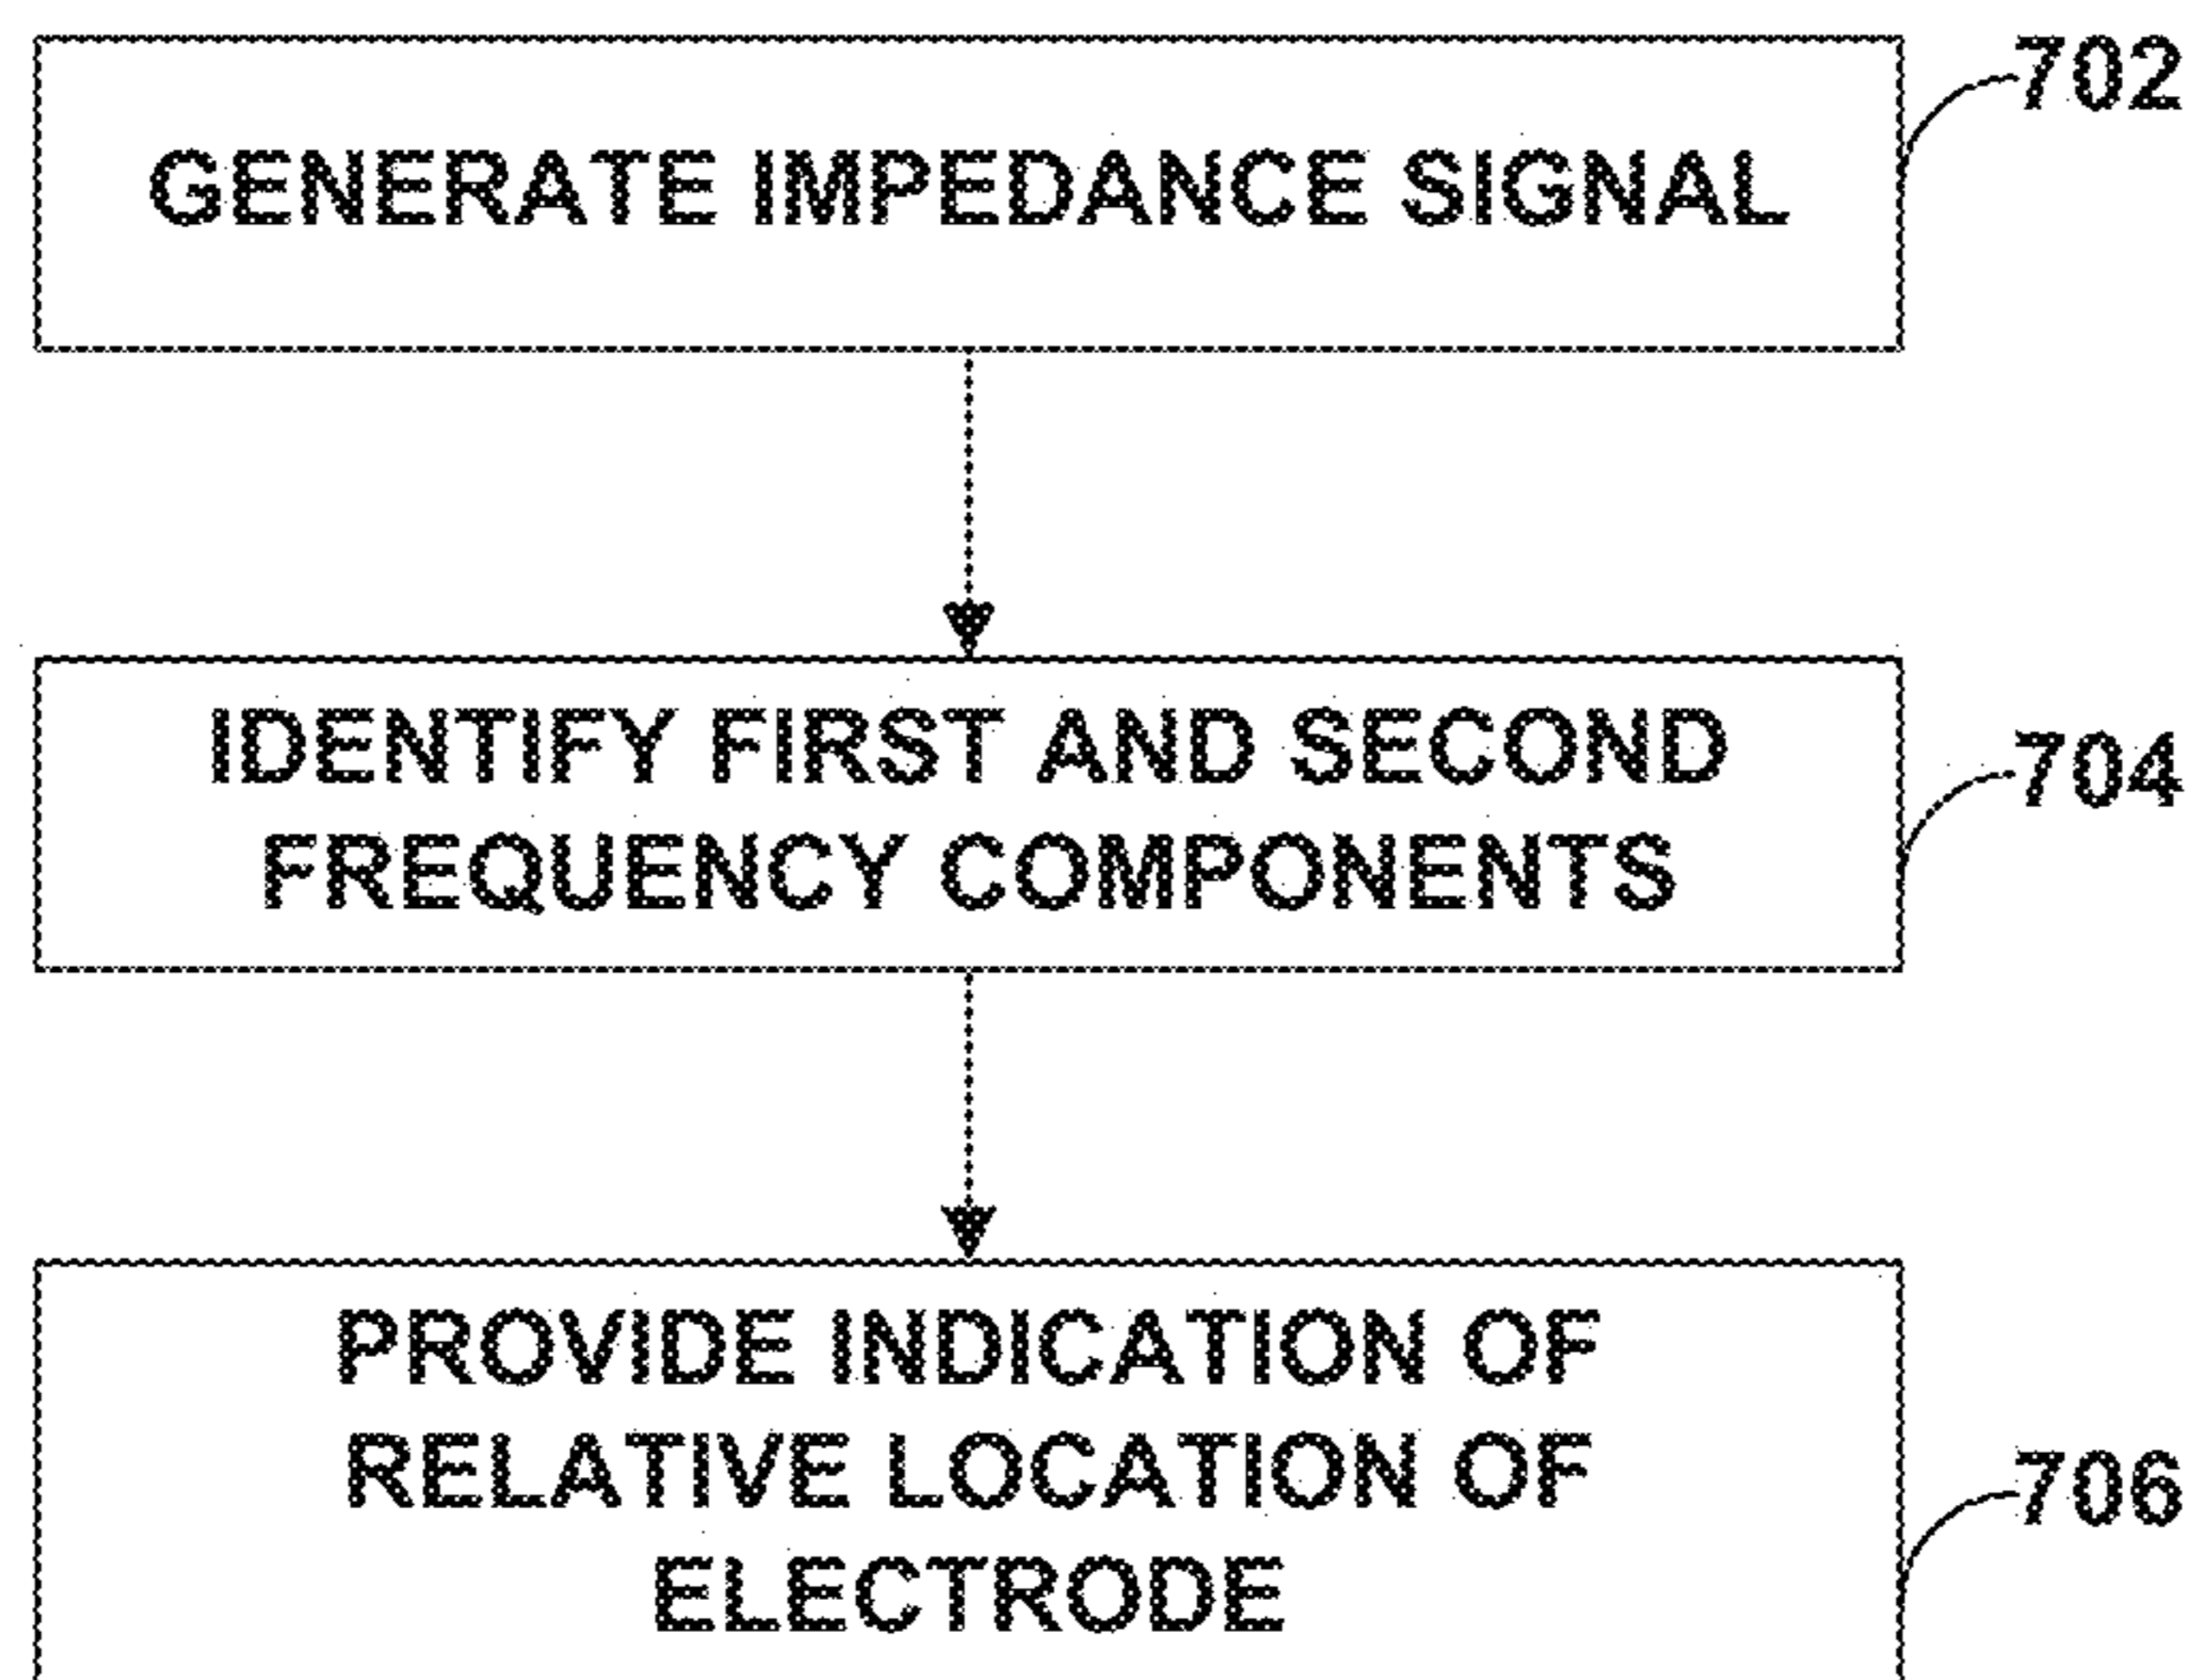 702
GENERATE IMPEDANCE SIGNAL
IDENTIFY FIRST AND SECOND
FREQUENCY COMPONENTS
704
PROVIDE INDICATION OF
RELATIVE LOCATION OF
ELECTRODE
706